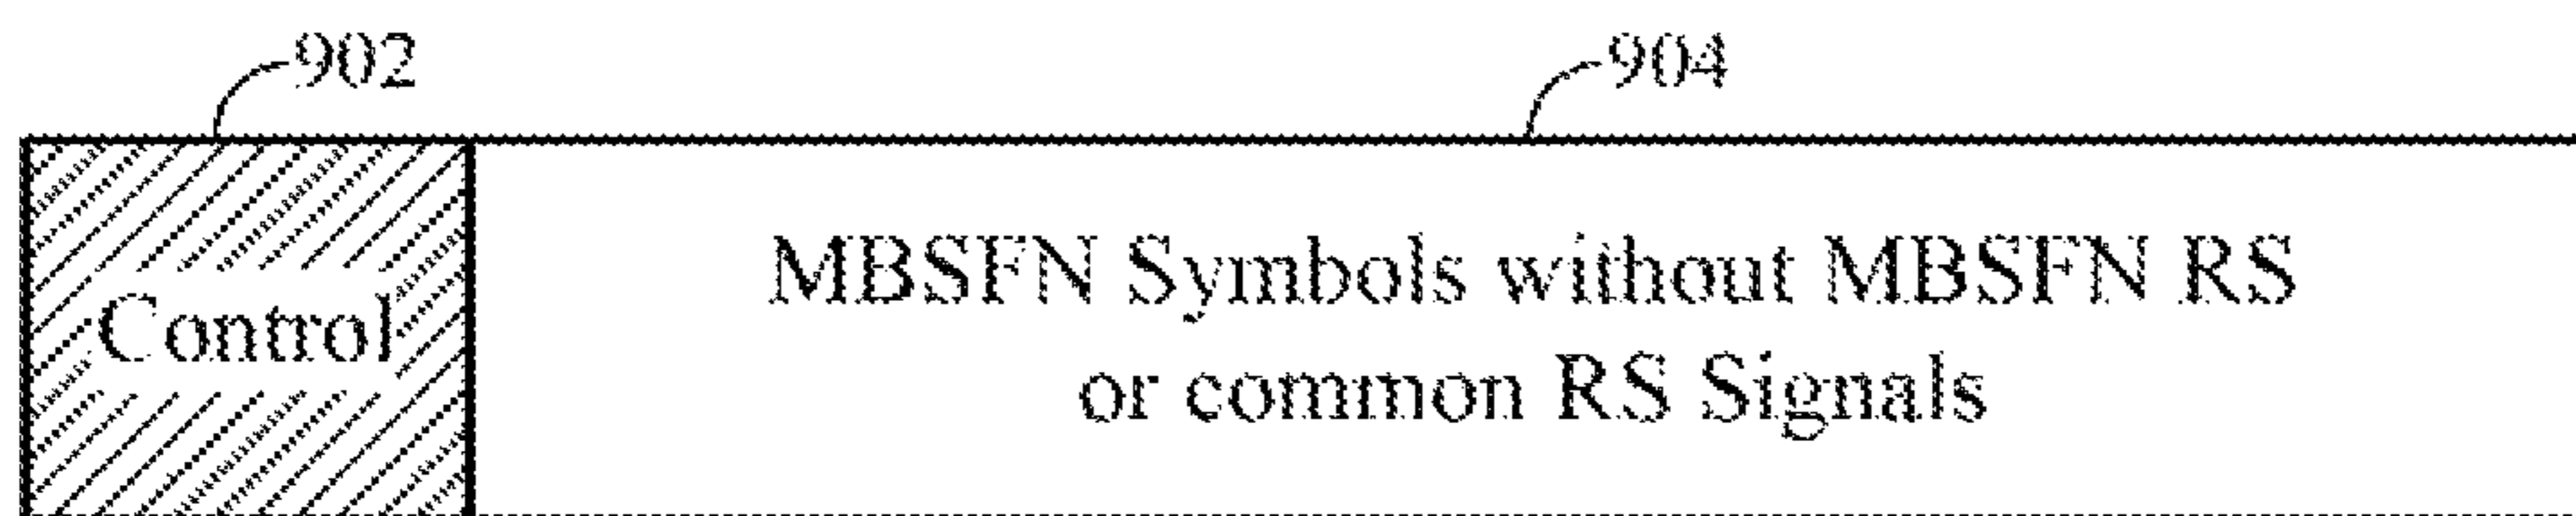 902
904
Control
MBSFN Symbols without MBSFN RS
or common RS Signals